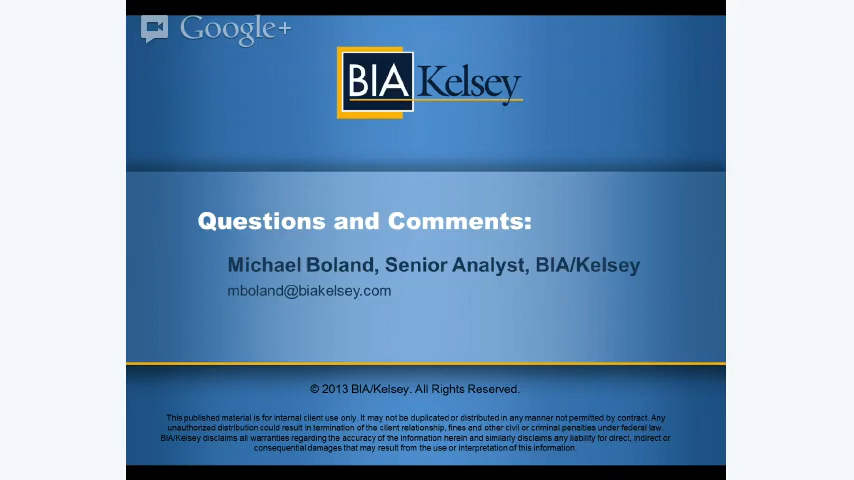 Google+
BIA Kelsey
Questions and Comments:
Michael Boland, Senior Analyst, BIA/Kelsey
mboland@biakelsey.com
© 2013 BIA/Kelsey. All Rights Reserved.
This published material is for internal client use only. It may not be duplicated or distributed in any manner not permitted by contract. Any
unauthorized distribution could result in termination of the client relationship, fines and other civil or criminal penalties under federal law.
BIA/Kelsey disclaims all warranties regarding the accuracy of the information herein and similarly disclaims any liability for direct, indirect or
consequential damages that may result from the use or interpretation of this information.